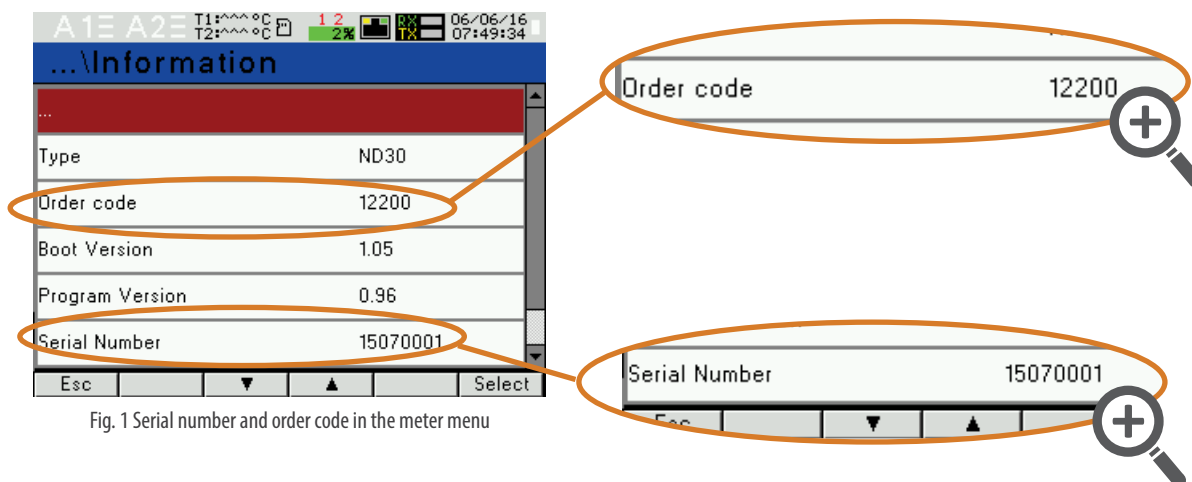 A1 A2 T1:^^^°C 1 2 RX 06/06/16
T2:^^^°C 2% TX 07:49:34
...\Information
...
Type ND30
Order code 12200
Boot Version 1.05
Program Version 0.96
Serial Number 15070001
Esc ▼ ▲ Select
Fig. 1 Serial number and order code in the meter menu
Order code 12200
Serial Number 15070001
Esc ▼ ▲